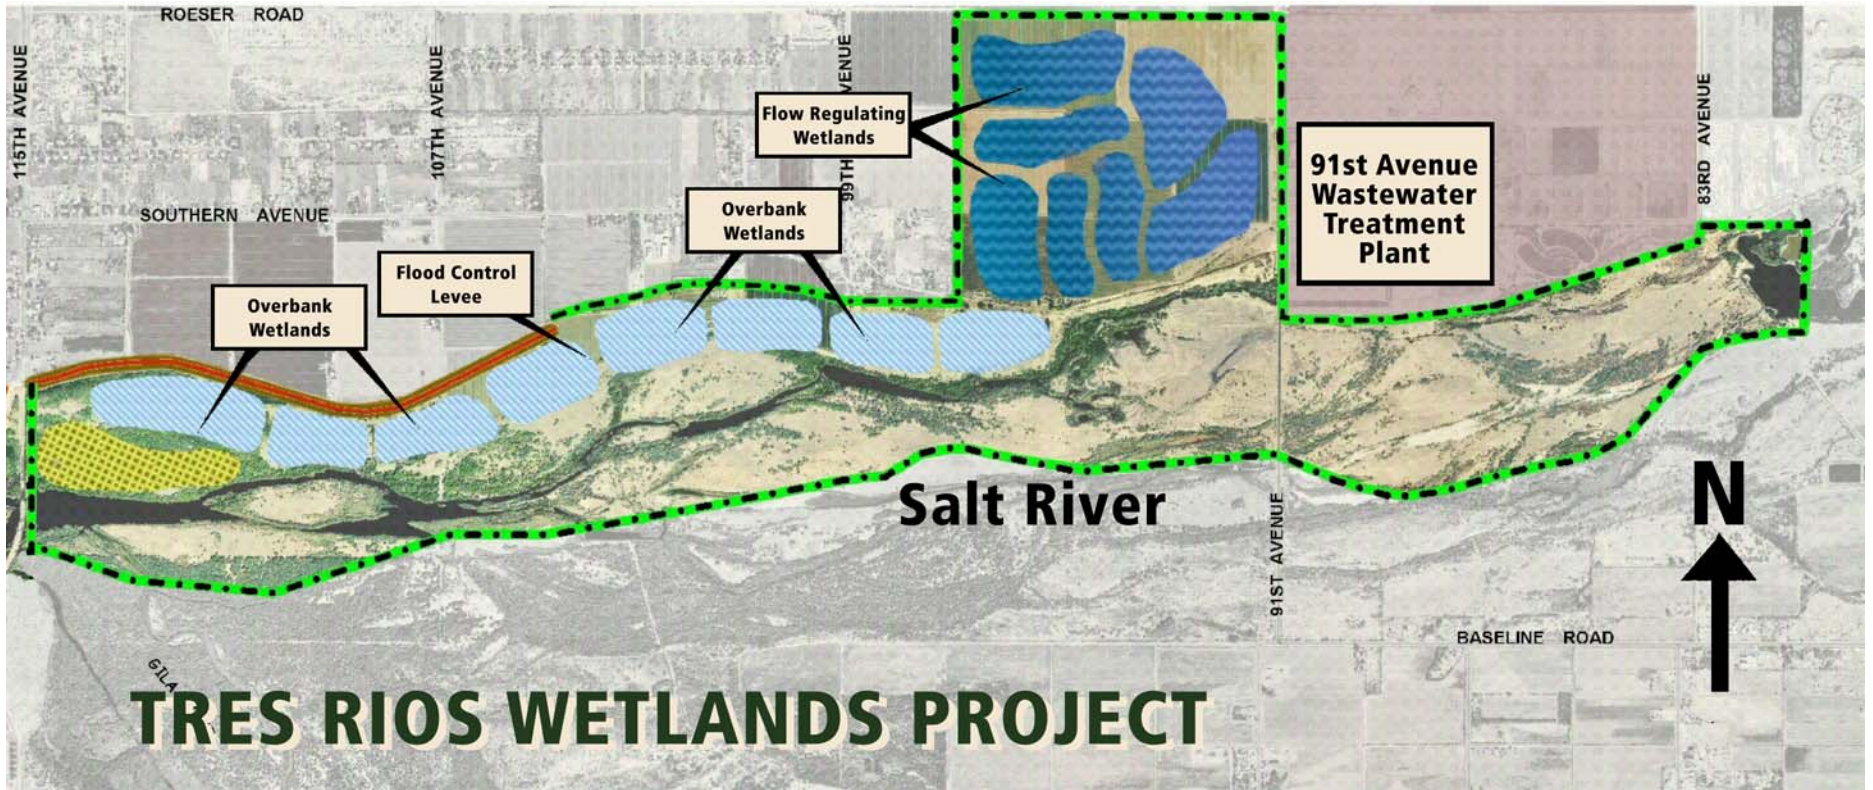 ROESER ROAD
115TH AVENUE
107TH AVENUE
99TH AVENUE
83RD AVENUE
Flow Regulating
Wetlands
91st Avenue
Wastewater
Treatment
Plant
SOUTHERN AVENUE
Overbank
Wetlands
Flood Control
Levee
Overbank
Wetlands
Salt River
N
91ST AVENUE
BASELINE ROAD
GILA
TRES RIOS WETLANDS PROJECT